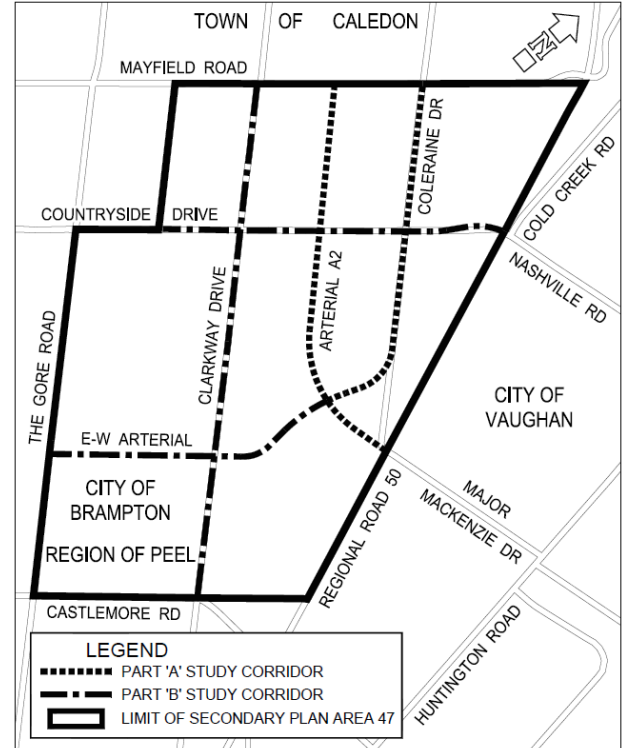 TOWN OF CALEDON
N
MAYFIELD ROAD
COLERAINE DR
COLD CREEK RD
COUNTRYSIDE DRIVE
NASHVILLE RD
ARTERIAL A2
CLARKWAY DRIVE
THE GORE ROAD
CITY OF
VAUGHAN
E-W ARTERIAL
CITY OF
BRAMPTON
REGION OF PEEL
MAJOR
MACKENZIE DR
REGIONAL ROAD 50
CASTLEMORE RD
HUNTINGTON ROAD
LEGEND
PART 'A' STUDY CORRIDOR
PART 'B' STUDY CORRIDOR
LIMIT OF SECONDARY PLAN AREA 47